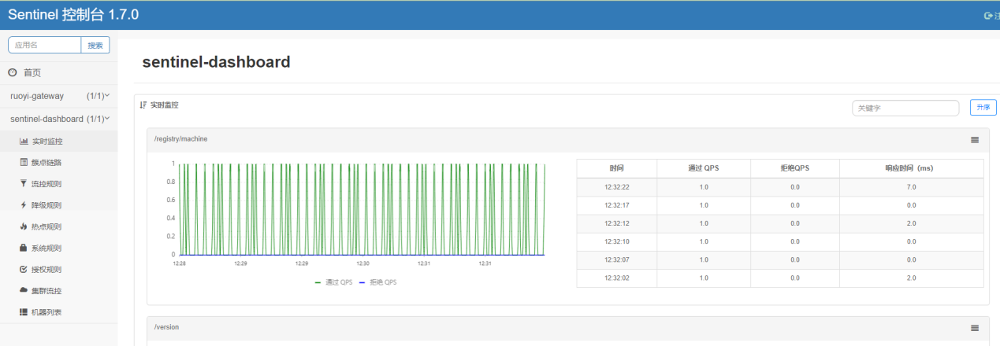 Sentinel 控制台 1.7.0
注
应用名 搜索
首页
ruoyi-gateway (1/1)
sentinel-dashboard (1/1)
实时监控
簇点链路
流控规则
降级规则
热点规则
系统规则
授权规则
集群流控
机器列表
sentinel-dashboard
实时监控 关键字 升序
/registry/machine
1
0.8
0.6
0.4
0.2
0
12:28 12:29 12:29 12:30 12:31 12:31
通过 QPS 拒绝 QPS
时间 通过 QPS 拒绝QPS 响应时间（ms）
12:32:22 1.0 0.0 7.0
12:32:17 1.0 0.0 0.0
12:32:12 1.0 0.0 2.0
12:32:10 1.0 0.0 0.0
12:32:07 1.0 0.0 0.0
12:32:02 1.0 0.0 2.0
/version